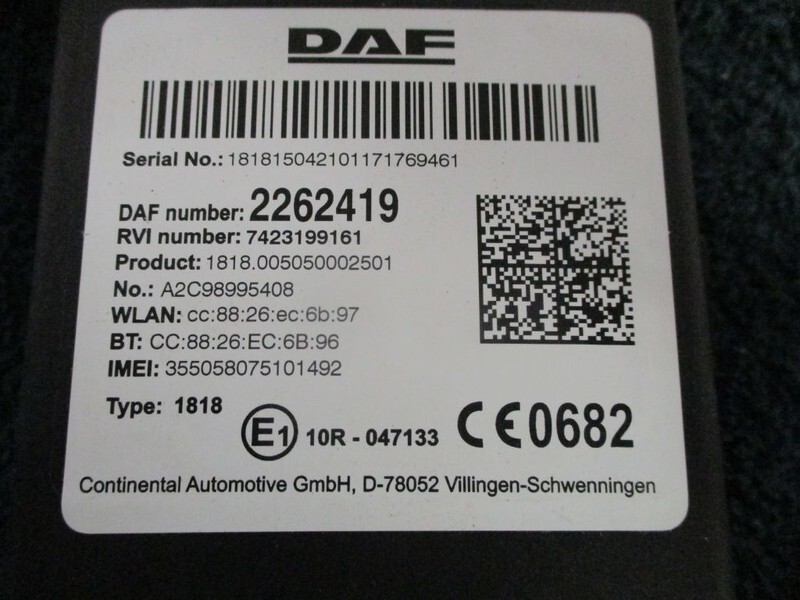 DAF
Serial No.: 181815042101171769461
DAF number: 2262419
RVI number: 7423199161
Product: 1818.005050002501
No.: A2C98995408
WLAN: cc:88:26:ec:6b:97
BT: CC:88:26:EC:6B:96
IMEI: 355058075101492
Type: 1818
E1 10R - 047133 CE0682
Continental Automotive GmbH, D-78052 Villingen-Schwenningen